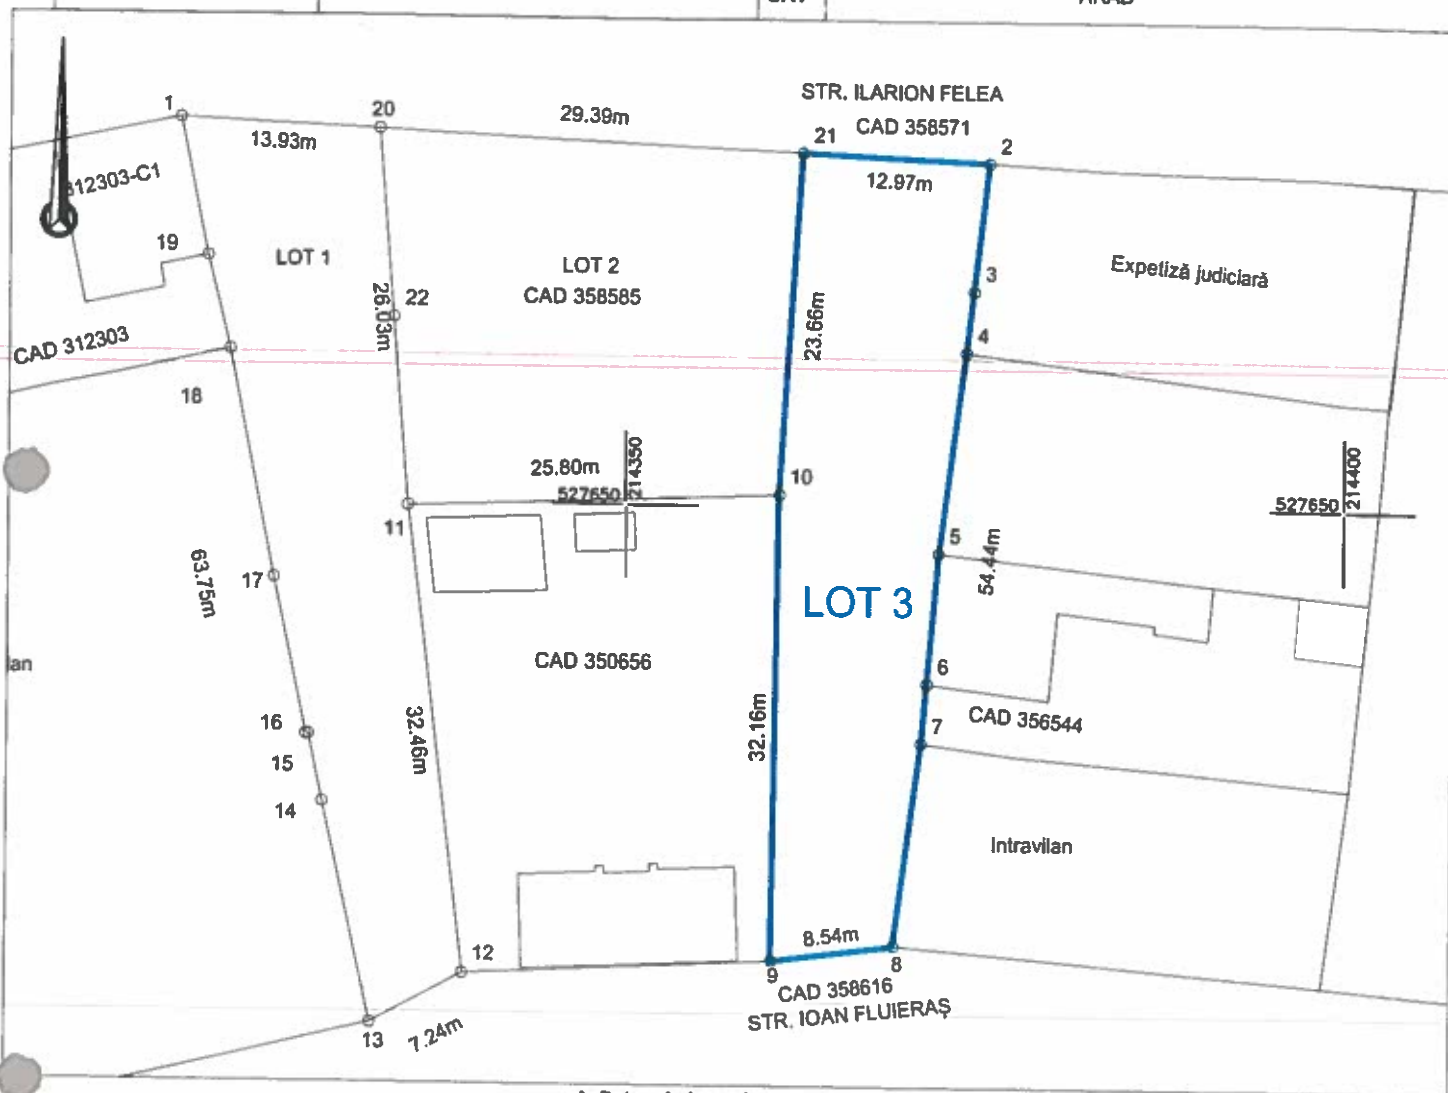 ARAD
STR. ILARION FELEA
CAD 358571
1
20
29.39m
21
2
13.93m
12.97m
312303-C1
19
LOT 1
LOT 2
CAD 358585
22
26.03m
23.66m
3
4
Expetiză judiciară
CAD 312303
18
25.80m
527650
214350
10
527650
214400
11
5
54.44m
63.75m
17
LOT 3
lan
CAD 350656
6
CAD 356544
7
16
15
14
32.46m
32.16m
Intravilan
12
8.54m
9
8
CAD 358616
STR. IOAN FLUIERAȘ
13
7.24m